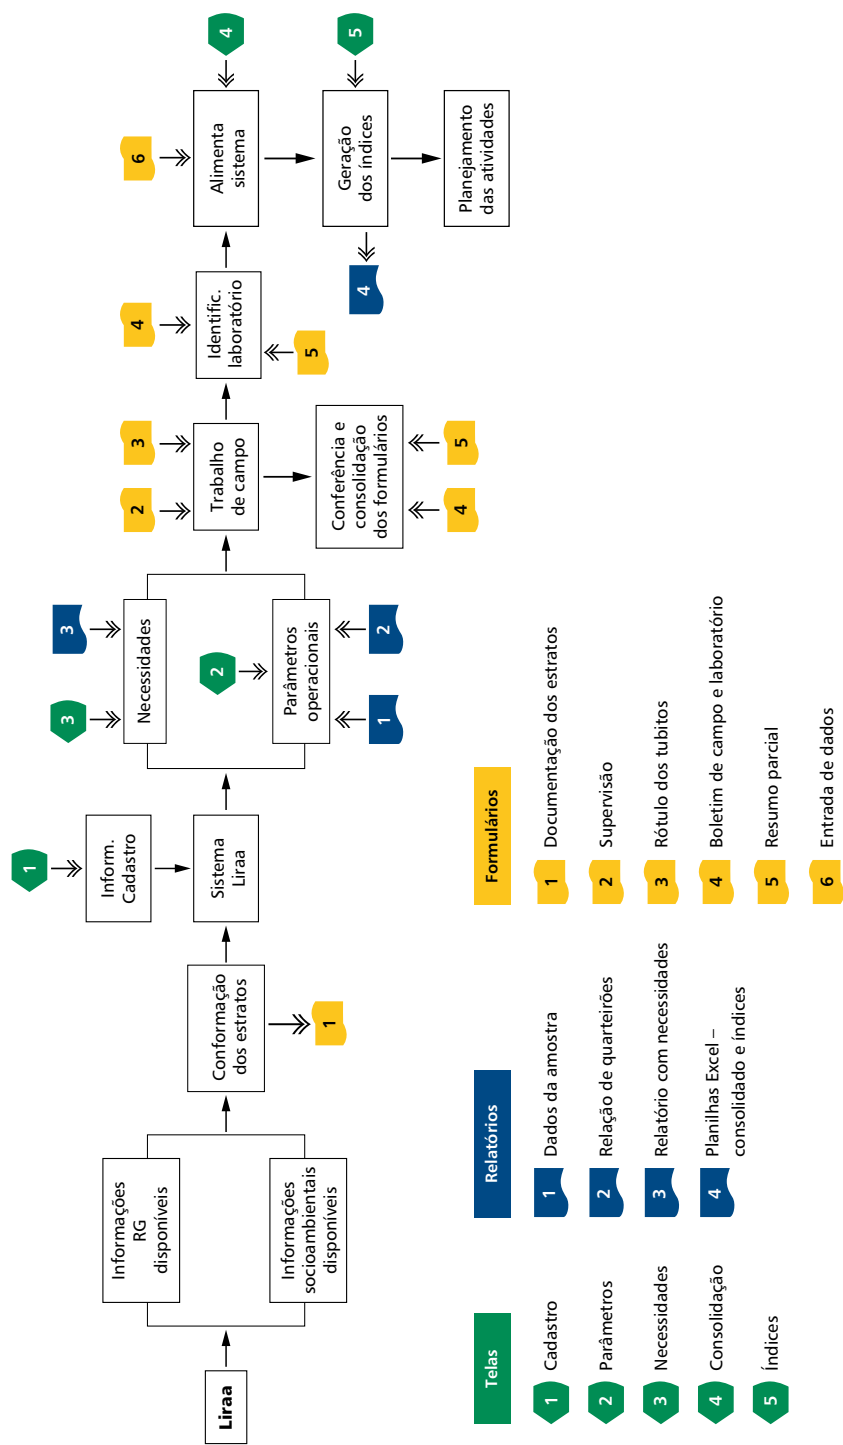 Liraa
Informações
RG
disponíveis
Informações
socioambientais
disponíveis
Conformação
dos estratos
1
1
Inform.
Cadastro
Sistema
Liraa
3
3
Necessidades
2
Parâmetros
operacionais
1
2
2
3
Trabalho
de campo
Conferência e
consolidação
dos formulários
4
5
4
Identific.
laboratório
5
6
4
Alimenta
sistema
5
Geração
dos índices
4
Planejamento
das atividades
Telas
1 Cadastro
2 Parâmetros
3 Necessidades
4 Consolidação
5 Índices
Relatórios
1 Dados da amostra
2 Relação de quarteirões
3 Relatório com necessidades
4 Planilhas Excel –
consolidado e índices
Formulários
1 Documentação dos estratos
2 Supervisão
3 Rótulo dos tubitos
4 Boletim de campo e laboratório
5 Resumo parcial
6 Entrada de dados